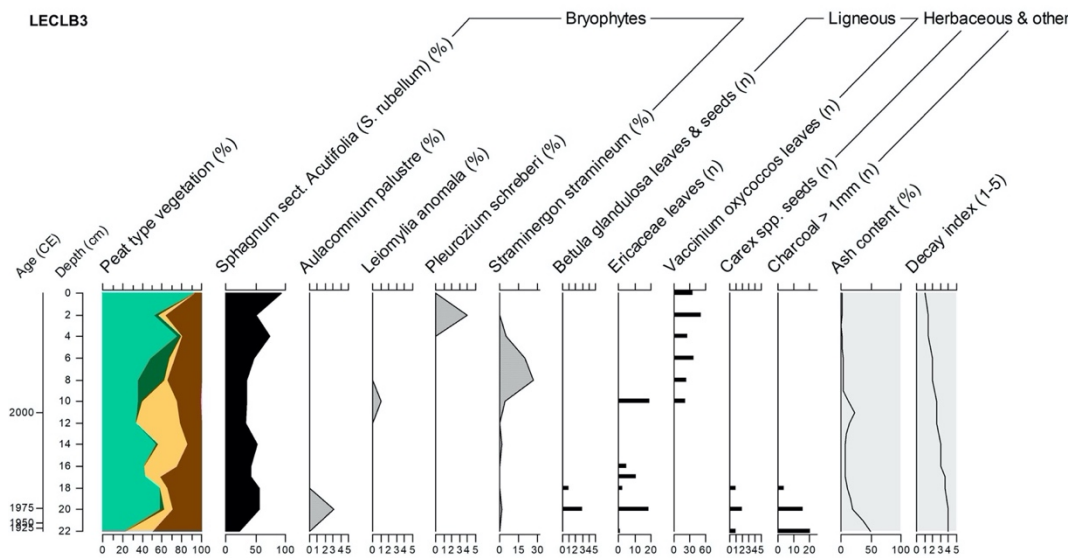 LECLB3
Bryophytes
Ligneous
Herbaceous & other
Age (CE)
Depth (cm)
Peat type vegetation (%)
Sphagnum sect. Acutifolia (S. rubellum) (%)
Aulacomnium palustre (%)
Leiomylia anomala (%)
Pleurozium schreberi (%)
Straminergon stramineum (%)
Betula glandulosa leaves & seeds (n)
Ericaceae leaves (n)
Vaccinium oxycoccos leaves (n)
Carex spp. seeds (n)
Charcoal > 1mm (n)
Ash content (%)
Decay index (1-5)
0
2
4
6
8
10
2000
12
14
16
18
1975 20
1950
1925 22
0 20 40 60 80 100
0 50 100
0 1 2 3 4 5
0 1 2 3 4 5
0 1 2 3 4 5
0 15 30
0 1 2 3 4 5
0 10 20
0 30 60
0 1 2 3 4 5
0 10 20
0 50 100
0 1 2 3 4 5